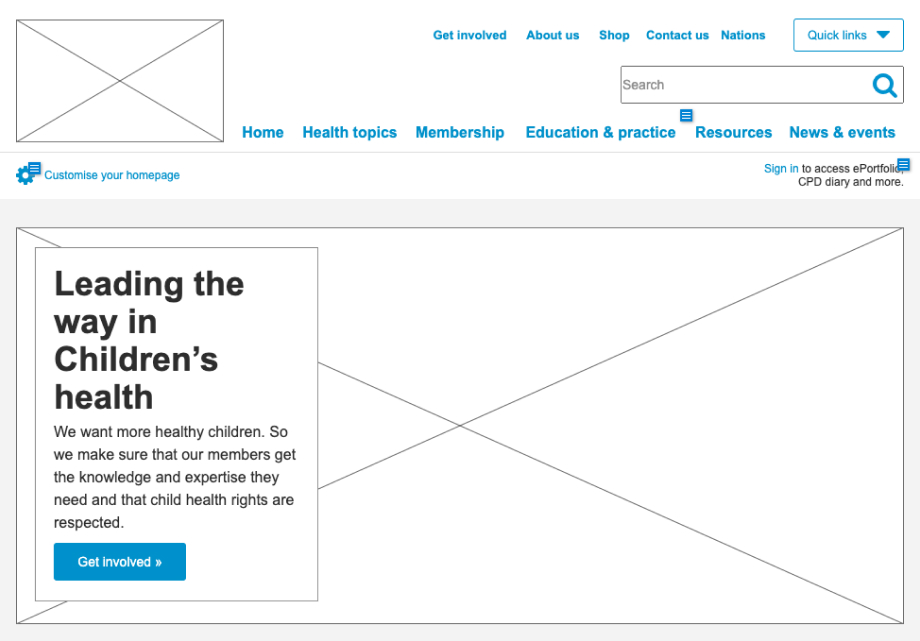 Get involved About us Shop Contact us Nations Quick links
Search
Home Health topics Membership Education & practice Resources News & events
Customise your homepage
Sign in to access ePortfolio,
CPD diary and more.
Leading the
way in
Children’s
health
We want more healthy children. So
we make sure that our members get
the knowledge and expertise they
need and that child health rights are
respected.
Get involved »